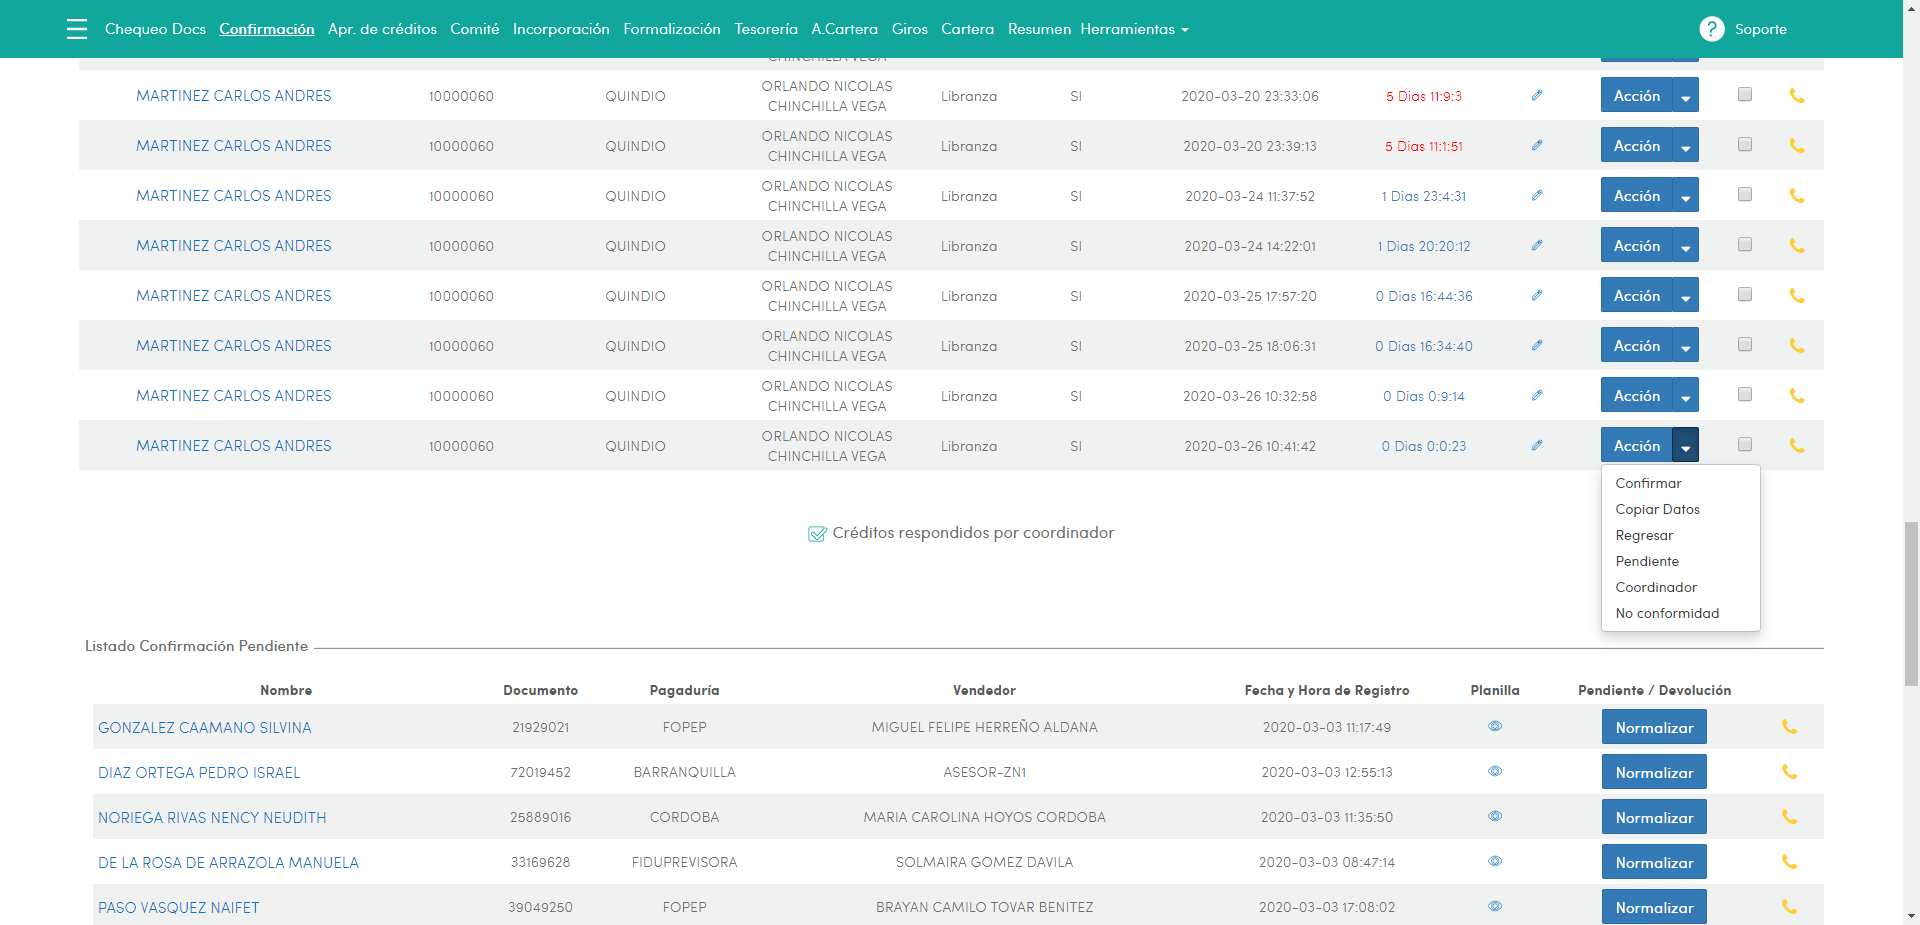 Chequeo Docs Confirmación Apr. de créditos Comité Incorporación Formalización Tesorería A.Cartera Giros Cartera Resumen Herramientas ? Soporte
CHINCHILLA VEGA
MARTINEZ CARLOS ANDRES 10000060 QUINDIO ORLANDO NICOLAS CHINCHILLA VEGA Libranza SI 2020-03-20 23:33:06 5 Dias 11:9:3 Acción
MARTINEZ CARLOS ANDRES 10000060 QUINDIO ORLANDO NICOLAS CHINCHILLA VEGA Libranza SI 2020-03-20 23:39:13 5 Dias 11:1:51 Acción
MARTINEZ CARLOS ANDRES 10000060 QUINDIO ORLANDO NICOLAS CHINCHILLA VEGA Libranza SI 2020-03-24 11:37:52 1 Dias 23:4:31 Acción
MARTINEZ CARLOS ANDRES 10000060 QUINDIO ORLANDO NICOLAS CHINCHILLA VEGA Libranza SI 2020-03-24 14:22:01 1 Dias 20:20:12 Acción
MARTINEZ CARLOS ANDRES 10000060 QUINDIO ORLANDO NICOLAS CHINCHILLA VEGA Libranza SI 2020-03-25 17:57:20 0 Dias 16:44:36 Acción
MARTINEZ CARLOS ANDRES 10000060 QUINDIO ORLANDO NICOLAS CHINCHILLA VEGA Libranza SI 2020-03-25 18:06:31 0 Dias 16:34:40 Acción
MARTINEZ CARLOS ANDRES 10000060 QUINDIO ORLANDO NICOLAS CHINCHILLA VEGA Libranza SI 2020-03-26 10:32:58 0 Dias 0:9:14 Acción
MARTINEZ CARLOS ANDRES 10000060 QUINDIO ORLANDO NICOLAS CHINCHILLA VEGA Libranza SI 2020-03-26 10:41:42 0 Dias 0:0:23 Acción
Confirmar
Copiar Datos
Regresar
Pendiente
Coordinador
No conformidad
Créditos respondidos por coordinador
Listado Confirmación Pendiente
Nombre Documento Pagaduría Vendedor Fecha y Hora de Registro Planilla Pendiente / Devolución
GONZALEZ CAAMANO SILVINA 21929021 FOPEP MIGUEL FELIPE HERREÑO ALDANA 2020-03-03 11:17:49 Normalizar
DIAZ ORTEGA PEDRO ISRAEL 72019452 BARRANQUILLA ASESOR-ZN1 2020-03-03 12:55:13 Normalizar
NORIEGA RIVAS NENCY NEUDITH 25889016 CORDOBA MARIA CAROLINA HOYOS CORDOBA 2020-03-03 11:35:50 Normalizar
DE LA ROSA DE ARRAZOLA MANUELA 33169628 FIDUPREVISORA SOLMAIRA GOMEZ DAVILA 2020-03-03 08:47:14 Normalizar
PASO VASQUEZ NAIFET 39049250 FOPEP BRAYAN CAMILO TOVAR BENITEZ 2020-03-03 17:08:02 Normalizar